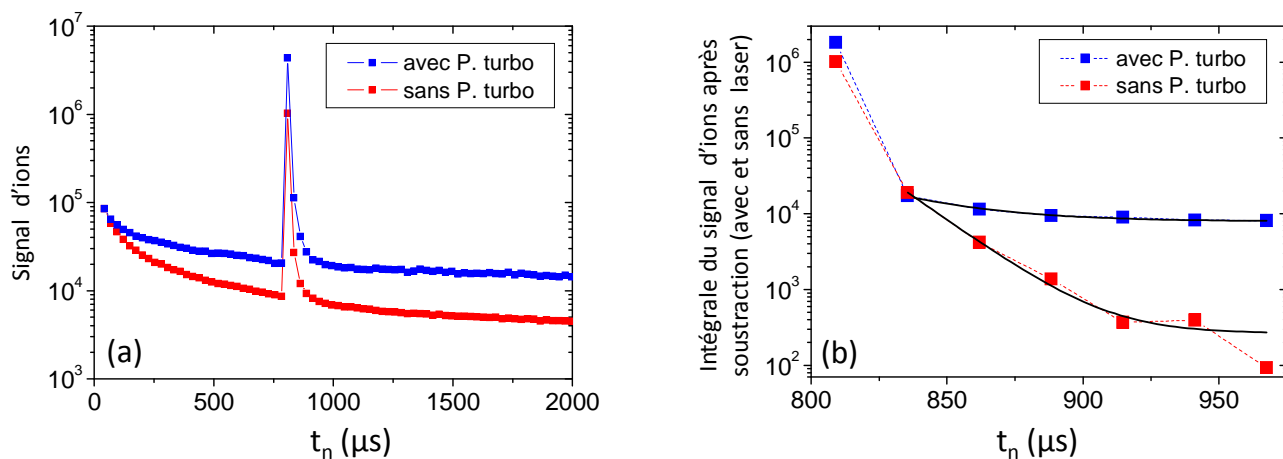 10^7
10^6
10^5
10^4
10^3
Signal d'ions
avec P. turbo
sans P. turbo
(a)
0 500 1000 1500 2000
t_n (µs)
10^6
10^5
10^4
10^3
10^2
Intégrale du signal d'ions après
soustraction (avec et sans laser)
avec P. turbo
sans P. turbo
(b)
800 850 900 950
t_n (µs)